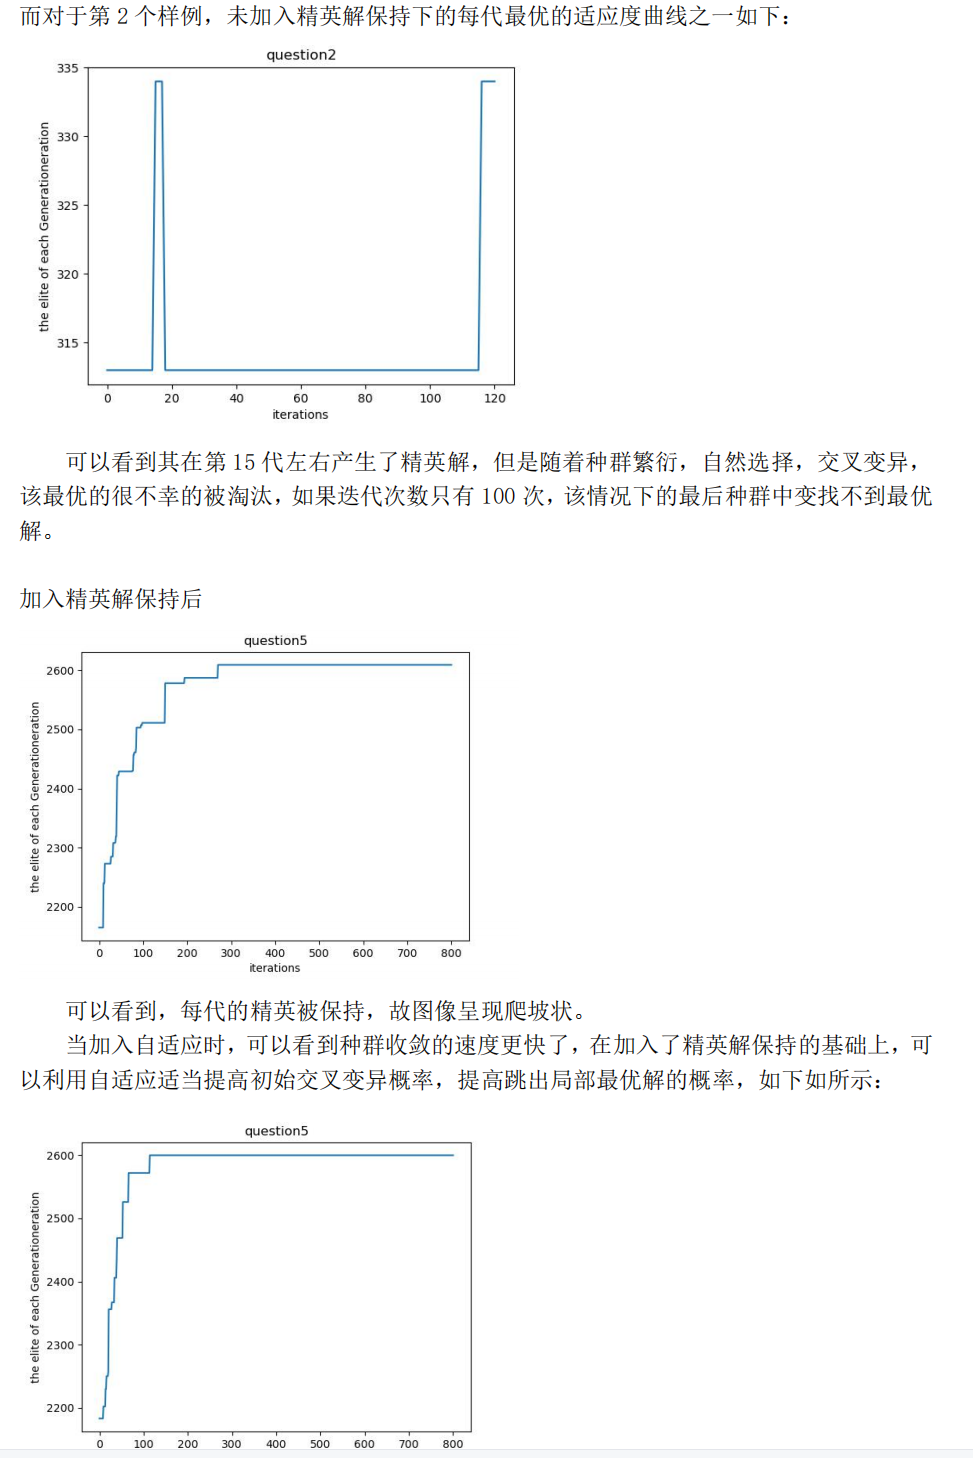 而对于第 2 个样例，未加入精英解保持下的每代最优的适应度曲线之一如下：
question2
335
330
325
320
315
the elite of each Generationeration
0 20 40 60 80 100 120
iterations
可以看到其在第 15 代左右产生了精英解，但是随着种群繁衍，自然选择，交叉变异，
该最优的很不幸的被淘汰，如果迭代次数只有 100 次，该情况下的最后种群中变找不到最优
解。
加入精英解保持后
question5
2600
2500
2400
2300
2200
the elite of each Generationeration
0 100 200 300 400 500 600 700 800
iterations
可以看到，每代的精英被保持，故图像呈现爬坡状。
当加入自适应时，可以看到种群收敛的速度更快了，在加入了精英解保持的基础上，可
以利用自适应适当提高初始交叉变异概率，提高跳出局部最优解的概率，如下如所示：
question5
2600
2500
2400
2300
2200
the elite of each Generationeration
0 100 200 300 400 500 600 700 800